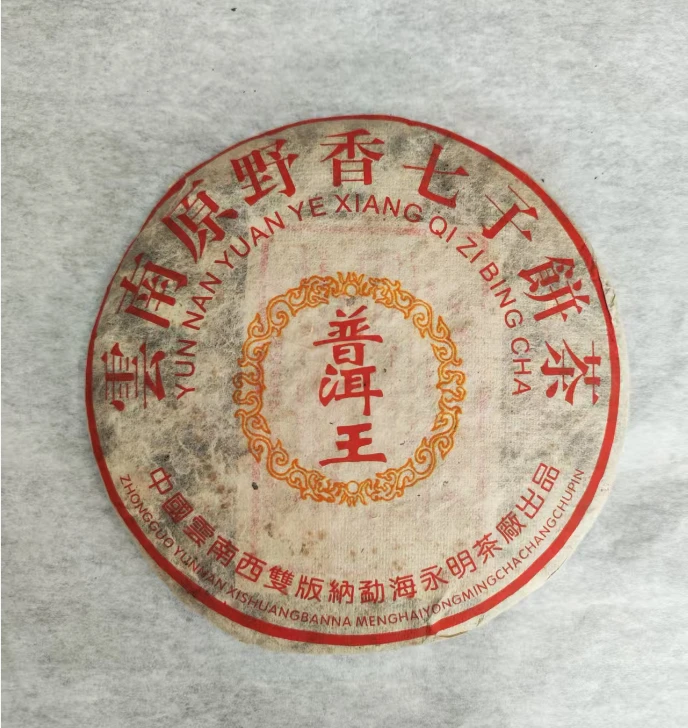 雲南原野香七子餅茶
YUN NAN YUAN YE XIANG QI ZI BING CHA
普洱王
中國雲南西雙版納勐海永明茶廠出品
ZHONGGUO YUNNAN XISHUANGBANNA MENGHAIYONGMINGCHACHANGCHUPIN